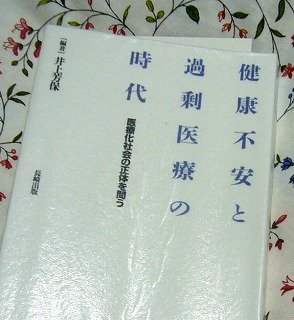 健康不安と
過剰医療の
時代
医療化社会の正体を問う
[編著] 井上芳保
長崎出版